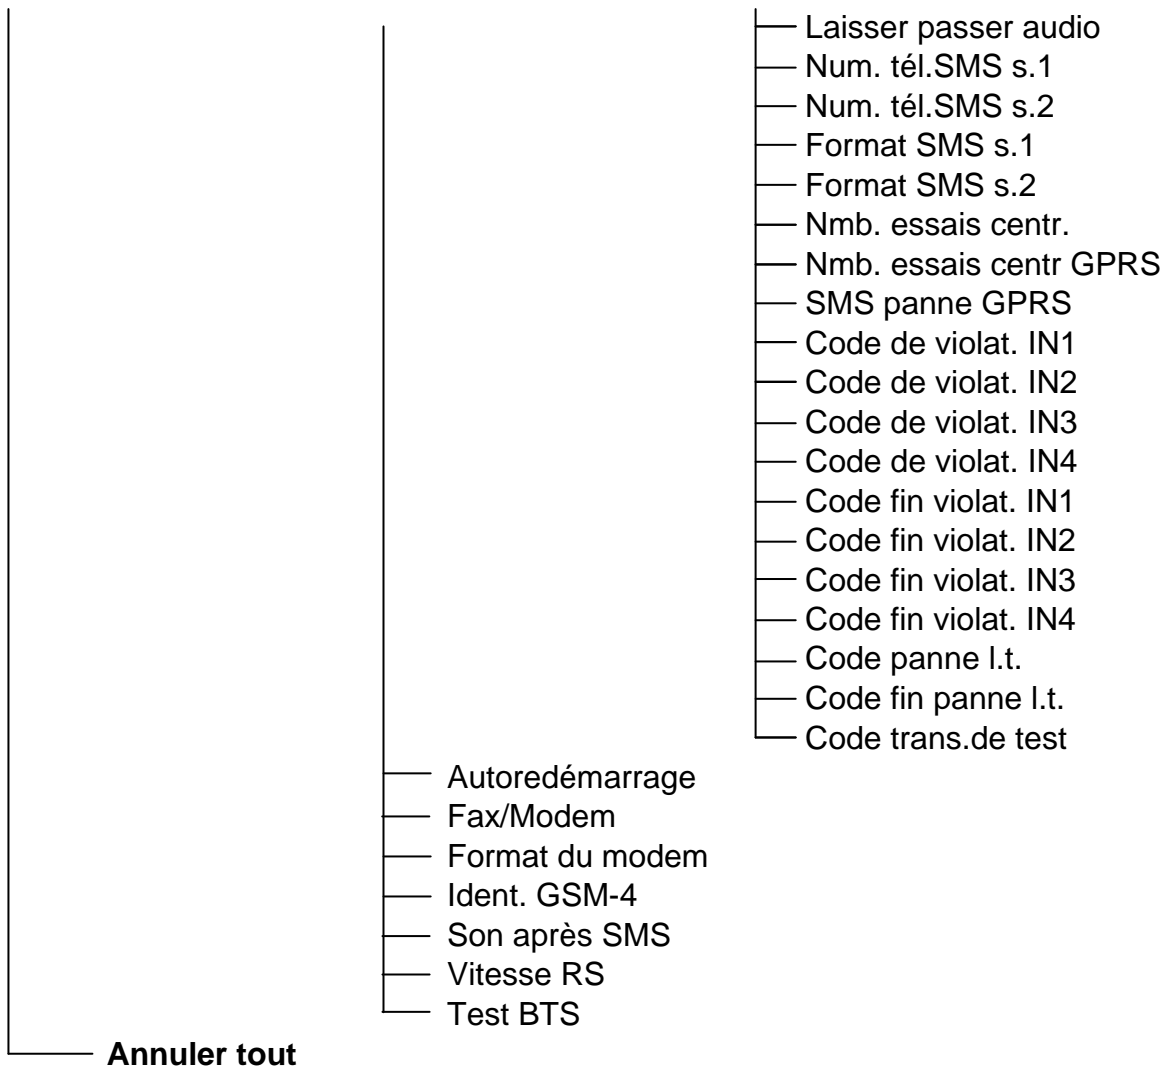 Laisser passer audio
Num. tél.SMS s.1
Num. tél.SMS s.2
Format SMS s.1
Format SMS s.2
Nmb. essais centr.
Nmb. essais centr GPRS
SMS panne GPRS
Code de violat. IN1
Code de violat. IN2
Code de violat. IN3
Code de violat. IN4
Code fin violat. IN1
Code fin violat. IN2
Code fin violat. IN3
Code fin violat. IN4
Code panne l.t.
Code fin panne l.t.
Code trans.de test
Autoredémarrage
Fax/Modem
Format du modem
Ident. GSM-4
Son après SMS
Vitesse RS
Test BTS
Annuler tout